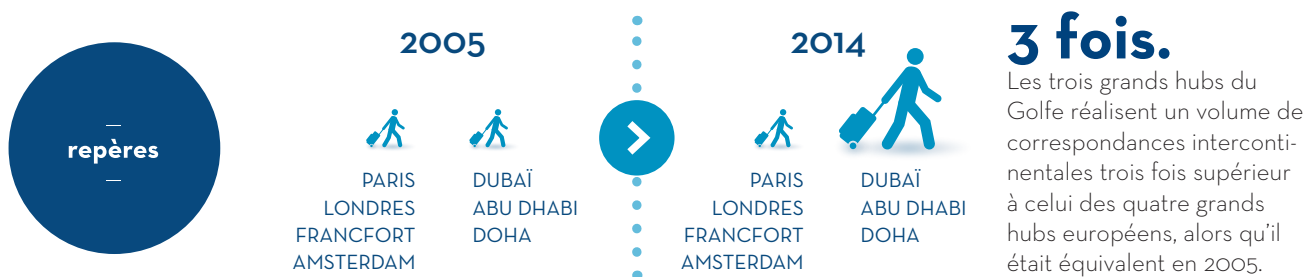 repères
2005
PARIS
LONDRES
FRANCFORT
AMSTERDAM
DUBAÏ
ABU DHABI
DOHA
2014
PARIS
LONDRES
FRANCFORT
AMSTERDAM
DUBAÏ
ABU DHABI
DOHA
3 fois.
Les trois grands hubs du
Golfe réalisent un volume de
correspondances interconti-
nentales trois fois supérieur
à celui des quatre grands
hubs européens, alors qu’il
était équivalent en 2005.